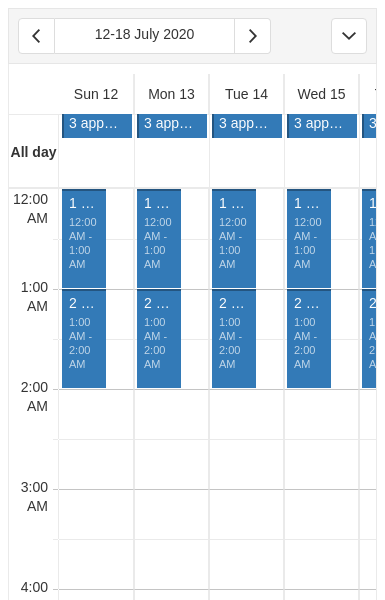 12-18 July 2020
Sun 12 Mon 13 Tue 14 Wed 15
All day
3 app… 3 app… 3 app… 3 app… 3
12:00 AM
1 … 1 … 1 … 1 … 1
12:00 AM - 1:00 AM
12:00 AM - 1:00 AM
12:00 AM - 1:00 AM
12:00 AM - 1:00 AM
1:00 AM
2 … 2 … 2 … 2 … 2
1:00 AM - 2:00 AM
1:00 AM - 2:00 AM
1:00 AM - 2:00 AM
1:00 AM - 2:00 AM
2:00 AM
3:00 AM
4:00